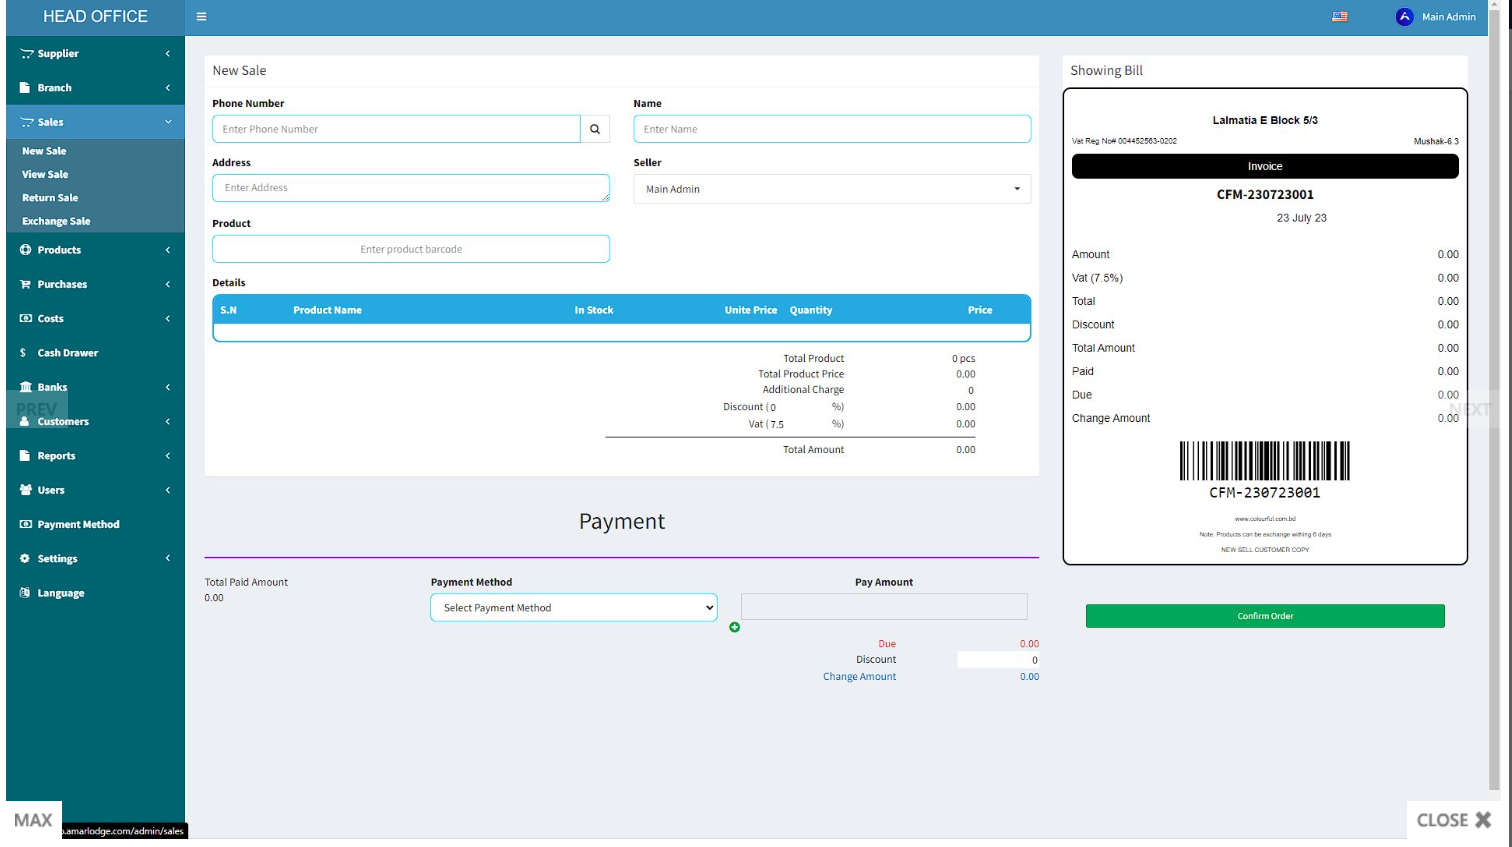 HEAD OFFICE
Main Admin
Supplier
Branch
Sales
New Sale
View Sale
Return Sale
Exchange Sale
Products
Purchases
Costs
$ Cash Drawer
Banks
PREV
Customers
Reports
Users
Payment Method
Settings
Language
MAX
.amarlodge.com/admin/sales
New Sale
Phone Number
Enter Phone Number
Name
Enter Name
Address
Enter Address
Seller
Main Admin
Product
Enter product barcode
Details
S.N Product Name In Stock Unite Price Quantity Price
Total Product 0 pcs
Total Product Price 0.00
Additional Charge 0
Discount ( 0 %) 0.00
Vat ( 7.5 %) 0.00
Total Amount 0.00
Payment
Total Paid Amount
0.00
Payment Method
Select Payment Method
Pay Amount
Due 0.00
Discount 0
Change Amount 0.00
Showing Bill
Lalmatia E Block 5/3
Vat Reg No# 004452563-0202 Mushak-6.3
Invoice
CFM-230723001
23 July 23
Amount 0.00
Vat (7.5%) 0.00
Total 0.00
Discount 0.00
Total Amount 0.00
Paid 0.00
Due 0.00
Change Amount 0.00
NEXT
CFM-230723001
www.colourful.com.bd
Note: Products can be exchange withing 6 days
NEW SELL CUSTOMER COPY
Confirm Order
CLOSE ✖